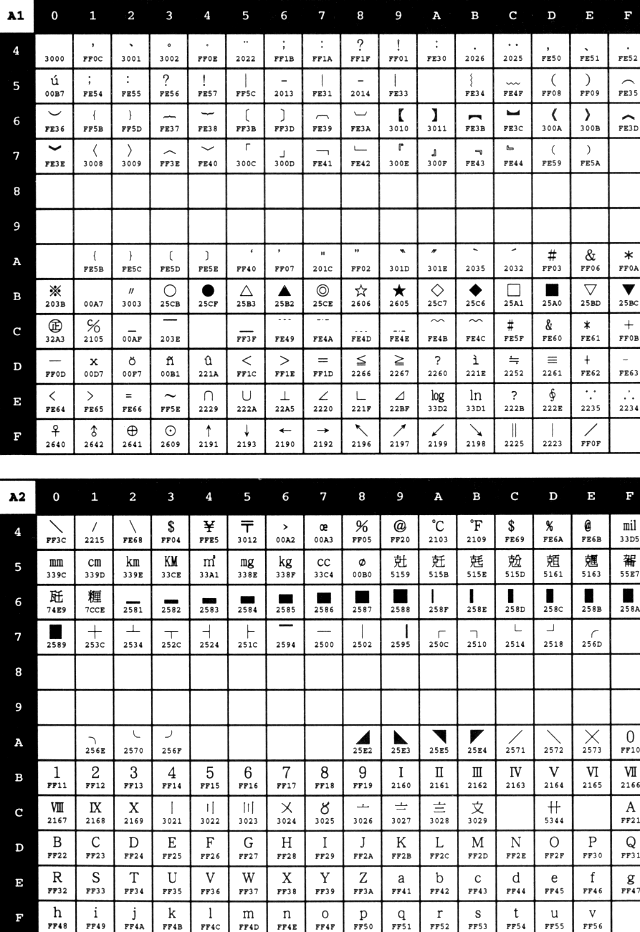 A1 0 1 2 3 4 5 6 7 8 9 A B C D E F
4 ， 、 。 ． ¨ ； ： ？ ！ ︰ … ‥ ﹐ ﹑ ﹒
3000 FF0C 3001 3002 FF0E 2022 FF1B FF1A FF1F FF01 FE30 2026 2025 FE50 FE51 FE52
5 ú ﹔ ﹕ ﹖ ﹗ ｜ – ︱ — ︳ ︴ ﹏ （ ） ︵
00B7 FE54 FE55 FE56 FE57 FF5C 2013 FE31 2014 FE33 FE34 FE4F FF08 FF09 FE35
6 ︶ ｛ ｝ ︷ ︸ 〔 〕 ︹ ︺ 【 】 ︻ ︼ 《 》 ︽
FE36 FF5B FF5D FE37 FE38 FF3B FF3D FE39 FE3A 3010 3011 FE3B FE3C 300A 300B FE3D
7 ︾ 〈 〉 ︿ ﹀ 「 」 ﹁ ﹂ 『 』 ﹃ ﹄ ﹙ ﹚
FE3E 3008 3009 FF3E FE40 300C 300D FE41 FE42 300E 300F FE43 FE44 FE59 FE5A
8
9
A ﹛ ﹜ ﹝ ﹞ ‘ ’ “ ” 〝 〞 ‵ ′ ＃ ＆ ＊
FE5B FE5C FE5D FE5E FF40 FF07 201C FF02 301D 301E 2035 2032 FF03 FF06 FF0A
B ※ 〃 ○ ● △ ▲ ◎ ☆ ★ ◇ ◆ □ ■ ▽ ▼
203B 00A7 3003 25CB 25CF 25B3 25B2 25CE 2606 2605 25C7 25C6 25A1 25A0 25BD 25BC
C ㊣ ℅ _ ‾ ＿ ﹉ ﹊ ﹍ ﹎ ﹋ ﹌ ﹟ ﹠ ﹡ ＋
32A3 2105 00AF 203E FF3F FE49 FE4A FE4D FE4E FE4B FE4C FE5F FE60 FE61 FF0B
D － x ö ñ û ＜ ＞ ＝ ≦ ≧ ? ì ≒ ≡ ﹢ ﹣
FF0D 00D7 00F7 00B1 221A FF1C FF1E FF1D 2266 2267 2260 221E 2252 2261 FE62 FE63
E ﹤ ﹥ ﹦ ～ ∩ ∪ ⊥ ∠ ∟ ⊿ ㏒ ㏑ ? ∮ ∵ ∴
FE64 FE65 FE66 FF5E 2229 222A 22A5 2220 221F 22BF 33D2 33D1 222B 222E 2235 2234
F ♀ ♂ ⊕ ⊙ ↑ ↓ ← → ↖ ↗ ↙ ↘ ∥ ∣ ／
2640 2642 2641 2609 2191 2193 2190 2192 2196 2197 2199 2198 2225 2223 FF0F
A2 0 1 2 3 4 5 6 7 8 9 A B C D E F
4 ＼ ∕ ﹨ ＄ ￥ 〒 › œ ％ ＠ ℃ ℉ ﹩ ﹪ ﹫ ㏕
FF3C 2215 FE68 FF04 FFE5 3012 00A2 00A3 FF05 FF20 2103 2109 FE69 FE6A FE6B 33D5
5 ㎜ ㎝ ㎞ ㏎ ㎡ ㎎ ㎏ ㏄ ø 兙 兛 兞 兝 兡 兣 嗧
339C 339D 339E 33CE 33A1 338E 338F 33C4 00B0 5159 515B 515E 515D 5161 5163 55E7
6 瓩 糎 ▁ ▂ ▃ ▄ ▅ ▆ ▇ █ ▏ ▎ ▍ ▌ ▋ ▊
74E9 7CCE 2581 2582 2583 2584 2585 2586 2587 2588 258F 258E 258D 258C 258B 258A
7 ▉ ┼ ┴ ┬ ┤ ├ ▔ ─ │ ▕ ┌ ┐ └ ┘ ╭
2589 253C 2534 252C 2524 251C 2594 2500 2502 2595 250C 2510 2514 2518 256D
8
9
A ╮ ╰ ╯ ◢ ◣ ◥ ◤ ╱ ╲ ╳ ０
256E 2570 256F 25E2 25E3 25E5 25E4 2571 2572 2573 FF10
B １ ２ ３ ４ ５ ６ ７ ８ ９ Ⅰ Ⅱ Ⅲ Ⅳ Ⅴ Ⅵ Ⅶ
FF11 FF12 FF13 FF14 FF15 FF16 FF17 FF18 FF19 2160 2161 2162 2163 2164 2165 2166
C Ⅷ Ⅸ Ⅹ 〡 〢 〣 〤 〥 〦 〧 〨 〩 卄 Ａ
2167 2168 2169 3021 3022 3023 3024 3025 3026 3027 3028 3029 5344 FF21
D Ｂ Ｃ Ｄ Ｅ Ｆ Ｇ Ｈ Ｉ Ｊ Ｋ Ｌ Ｍ Ｎ Ｏ Ｐ Ｑ
FF22 FF23 FF24 FF25 FF26 FF27 FF28 FF29 FF2A FF2B FF2C FF2D FF2E FF2F FF30 FF31
E Ｒ Ｓ Ｔ Ｕ Ｖ Ｗ Ｘ Ｙ Ｚ ａ ｂ ｃ ｄ ｅ ｆ ｇ
FF32 FF33 FF34 FF35 FF36 FF37 FF38 FF39 FF3A FF41 FF42 FF43 FF44 FF45 FF46 FF47
F ｈ ｉ ｊ ｋ ｌ ｍ ｎ ｏ ｐ ｑ ｒ ｓ ｔ ｕ ｖ
FF48 FF49 FF4A FF4B FF4C FF4D FF4E FF4F FF50 FF51 FF52 FF53 FF54 FF55 FF56